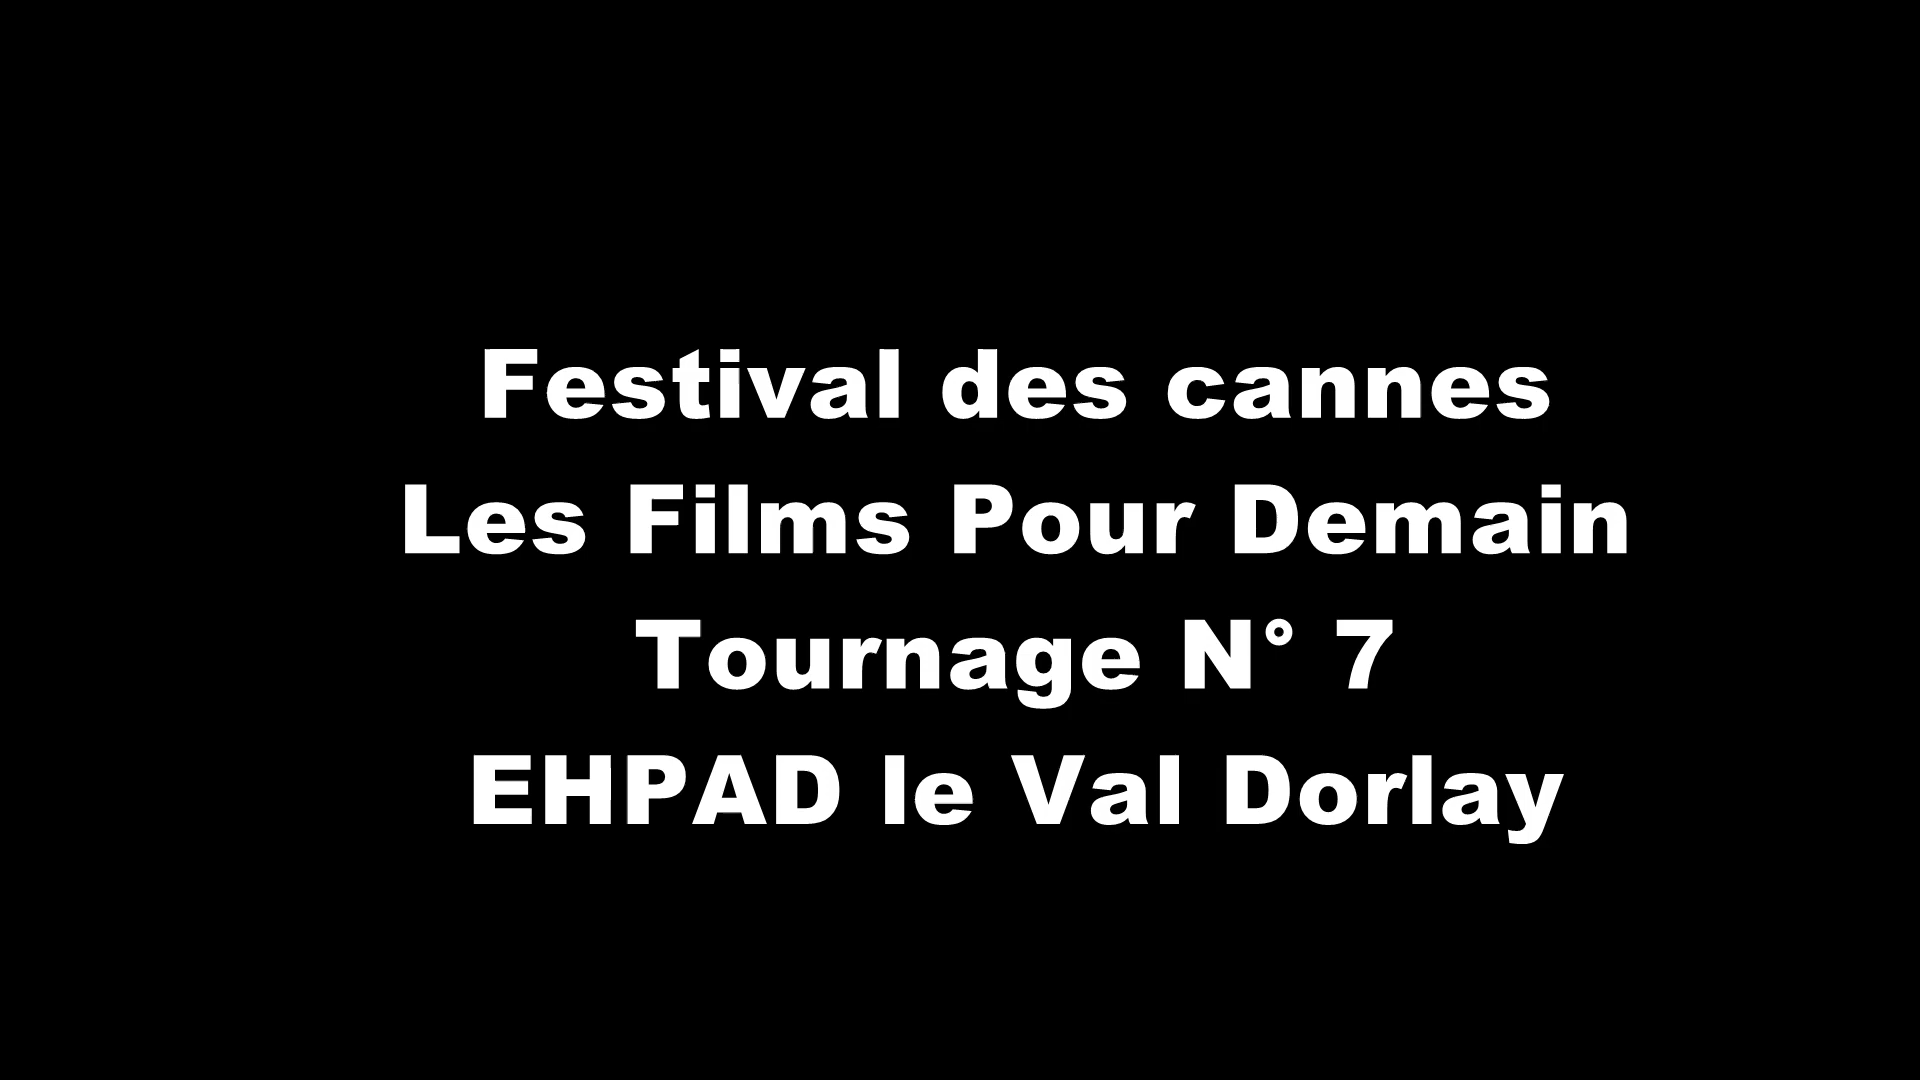 Festival des cannes
Les Films Pour Demain
Tournage N° 7
EHPAD le Val Dorlay